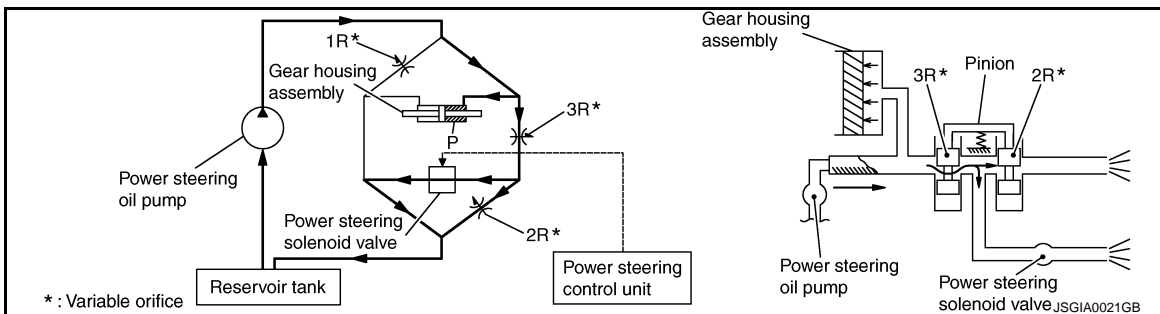 1R*
Gear housing
assembly
3R*
P
Power steering
oil pump
Power steering
solenoid valve
2R*
Reservoir tank
Power steering
control unit
* : Variable orifice
Gear housing
assembly
Pinion
3R*
2R*
Power steering
oil pump
Power steering
solenoid valve
JSGIA0021GB